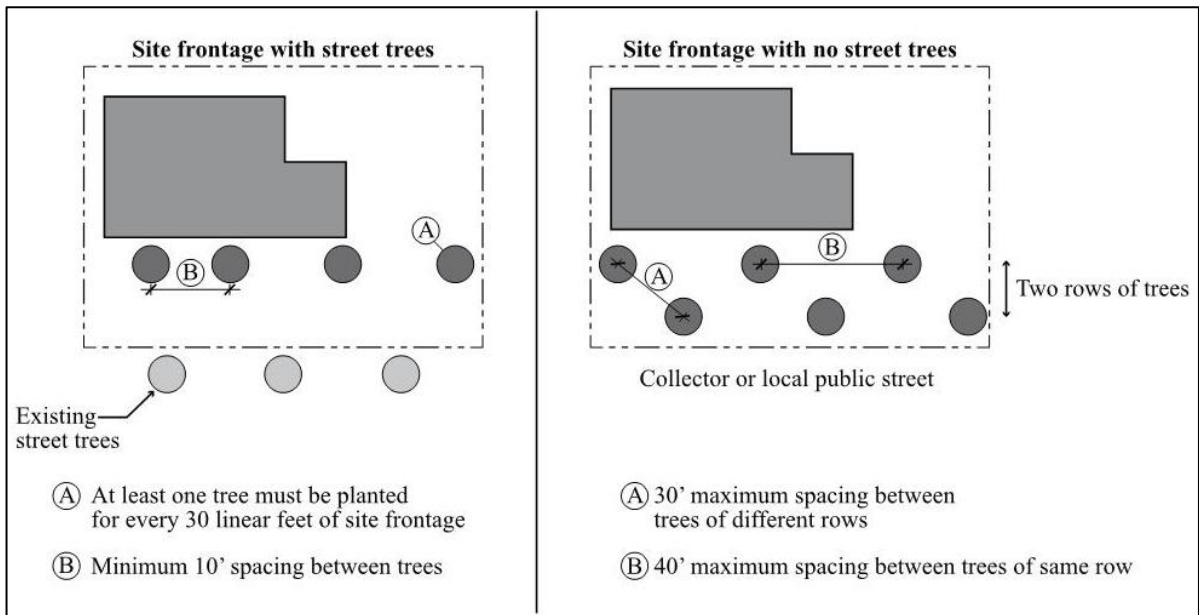 Site frontage with street trees
A
B
Existing
street trees
A At least one tree must be planted
for every 30 linear feet of site frontage
B Minimum 10’ spacing between trees
Site frontage with no street trees
B
A
Two rows of trees
Collector or local public street
A 30’ maximum spacing between
trees of different rows
B 40’ maximum spacing between trees of same row